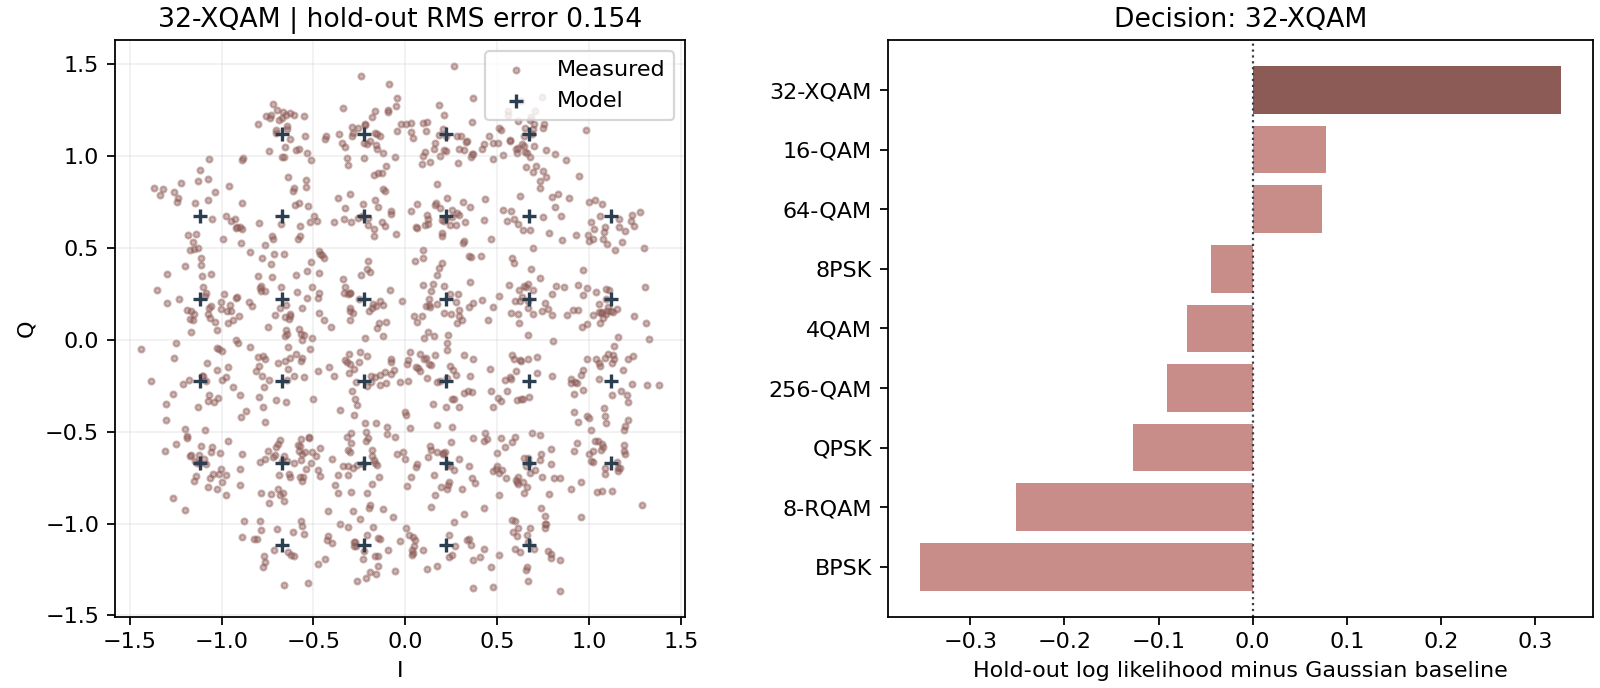 32-XQAM | hold-out RMS error 0.154
Measured
Model
1.5
1.0
0.5
0.0
−0.5
−1.0
−1.5
Q
−1.5 −1.0 −0.5 0.0 0.5 1.0 1.5
I
Decision: 32-XQAM
32-XQAM
16-QAM
64-QAM
8PSK
4QAM
256-QAM
QPSK
8-RQAM
BPSK
−0.3 −0.2 −0.1 0.0 0.1 0.2 0.3
Hold-out log likelihood minus Gaussian baseline